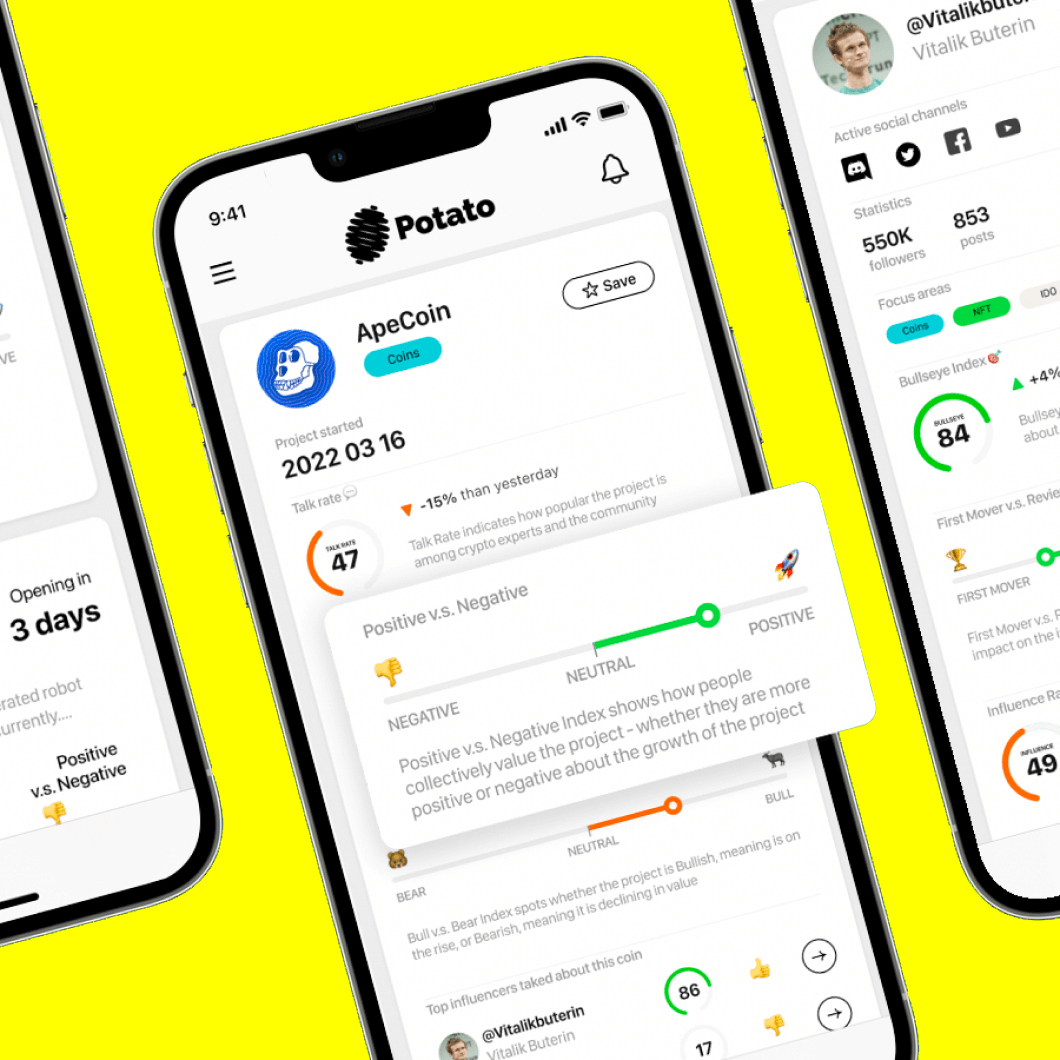 VE
Opening in
3 days
erated robot
currently....
Positive
v.s. Negative
9:41
Potato
ApeCoin
Coins
Save
Project started
2022 03 16
Talk rate
TALK RATE
47
-15% than yesterday
Talk Rate indicates how popular the project is
among crypto experts and the community
Positive v.s. Negative
NEGATIVE
NEUTRAL
POSITIVE
Positive v.s. Negative Index shows how people
collectively value the project - whether they are more
positive or negative about the growth of the project
BEAR
NEUTRAL
BULL
Bull v.s. Bear Index spots whether the project is Bullish, meaning is on
the rise, or Bearish, meaning it is declining in value
Top influencers taked about this coin
@Vitalikbuterin
Vitalik Buterin
86
17
@Vitalikbuterin
Vitalik Buterin
Active social channels
Statistics
550K
followers
853
posts
Focus areas
Coins
NFT
IDO
Bullseye Index
BULLSEYE
84
+4%
Bullsey
about
First Mover v.s. Revie
FIRST MOVER
First Mover v.s. F
impact on the i
Influence Ra
INFLUENCE
49